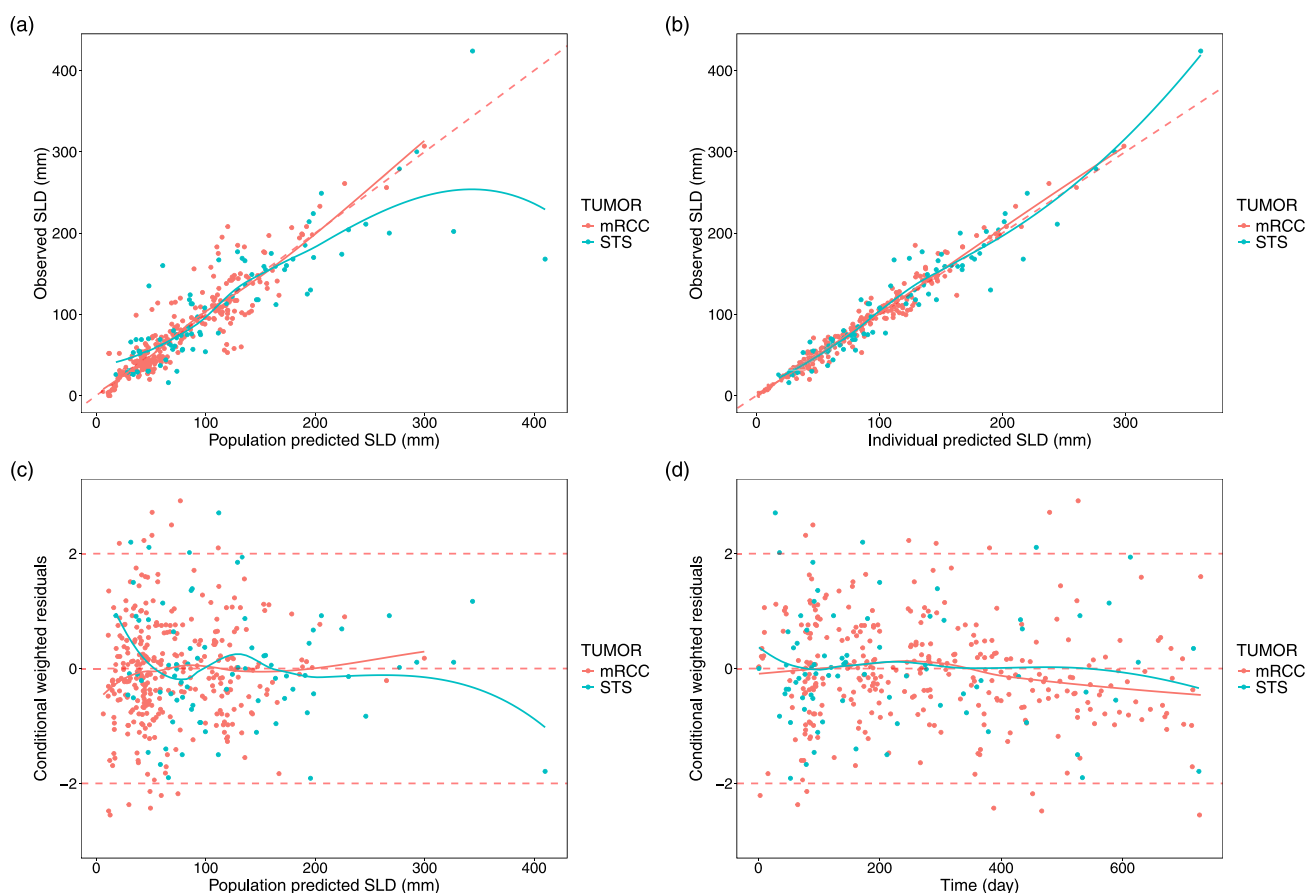 (a)
400
300
200
100
0
Observed SLD (mm)
0 100 200 300 400
Population predicted SLD (mm)
TUMOR
mRCC
STS
(b)
400
300
200
100
0
Observed SLD (mm)
0 100 200 300
Individual predicted SLD (mm)
TUMOR
mRCC
STS
(c)
2
0
−2
Conditional weighted residuals
0 100 200 300 400
Population predicted SLD (mm)
TUMOR
mRCC
STS
(d)
2
0
−2
Conditional weighted residuals
0 200 400 600
Time (day)
TUMOR
mRCC
STS